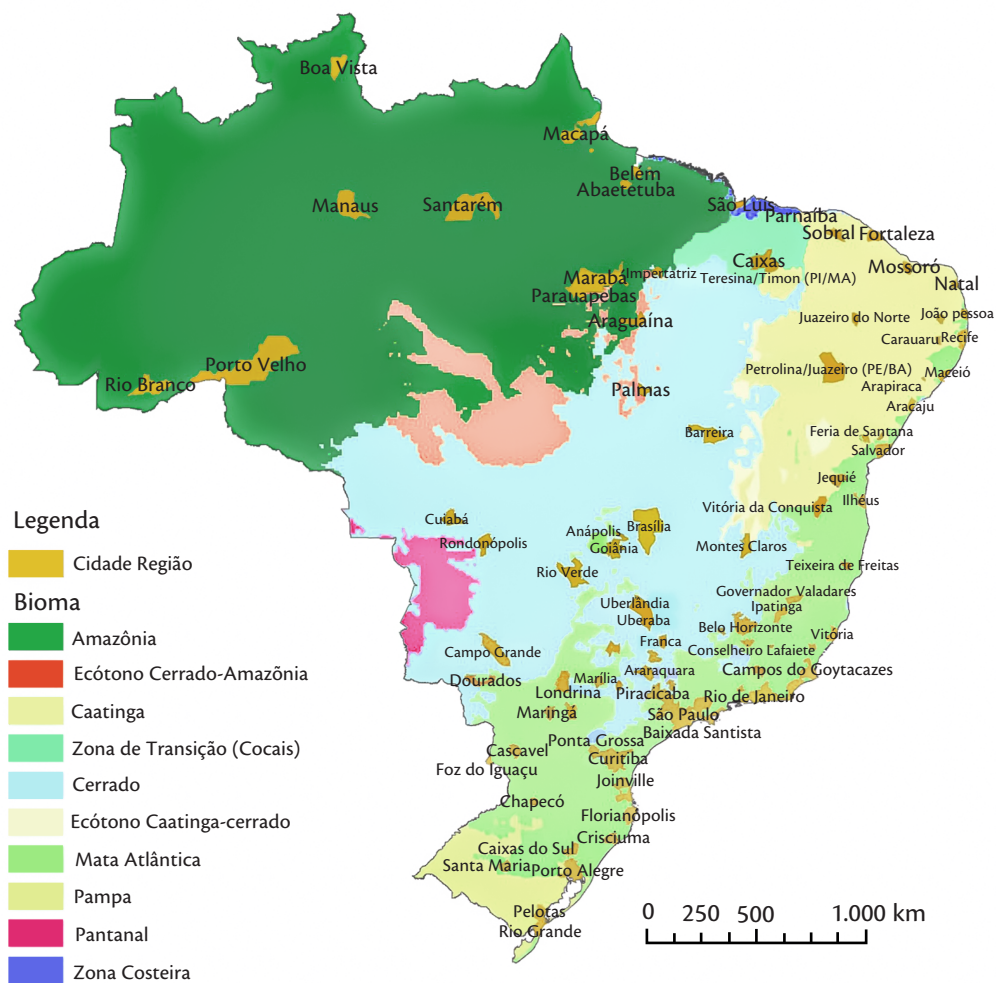 Boa Vista
Macapá
Belém
Abaetetuba
Manaus
Santarém
São Luís
Parnaíba
Sobral
Fortaleza
Caixas
Mossoró
Marabá
Impertatriz
Teresina/Timon (PI/MA)
Natal
Parauapebas
Araguaína
Juazeiro do Norte
João pessoa
Carauaru
Recife
Porto Velho
Rio Branco
Petrolina/Juazeiro (PE/BA)
Maceió
Palmas
Arapiraca
Aracaju
Barreira
Feria de Santana
Salvador
Jequié
Ilhéus
Vitória da Conquista
Cuiabá
Brasília
Anápolis
Goiânia
Rondonópolis
Montes Claros
Teixeira de Freitas
Rio Verde
Governador Valadares
Ipatinga
Uberlândia
Uberaba
Belo Horizonte
Vitória
Franca
Conselheiro Lafaiete
Campo Grande
Araraquara
Campos do Goytacazes
Dourados
Marília
Londrina
Piracicaba
Rio de Janeiro
Maringá
São Paulo
Baixada Santista
Ponta Grossa
Cascavel
Curitiba
Foz do Iguaçu
Joinville
Chapecó
Florianópolis
Crisciuma
Caixas do Sul
Santa Maria
Porto Alegre
Pelotas
Rio Grande
Legenda
Cidade Região
Bioma
Amazônia
Ecótono Cerrado-Amazõnia
Caatinga
Zona de Transição (Cocais)
Cerrado
Ecótono Caatinga-cerrado
Mata Atlântica
Pampa
Pantanal
Zona Costeira
0 250 500 1.000 km